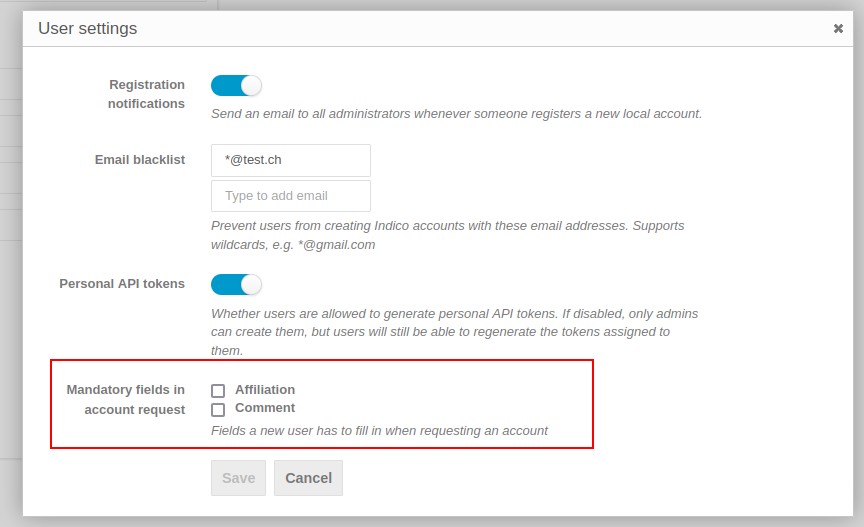 User settings
Registration
notifications
Send an email to all administrators whenever someone registers a new local account.
Email blacklist
*@test.ch
Type to add email
Prevent users from creating Indico accounts with these email addresses. Supports
wildcards, e.g. *@gmail.com
Personal API tokens
Whether users are allowed to generate personal API tokens. If disabled, only admins
can create them, but users will still be able to regenerate the tokens assigned to
them.
Mandatory fields in
account request
Affiliation
Comment
Fields a new user has to fill in when requesting an account
Save
Cancel